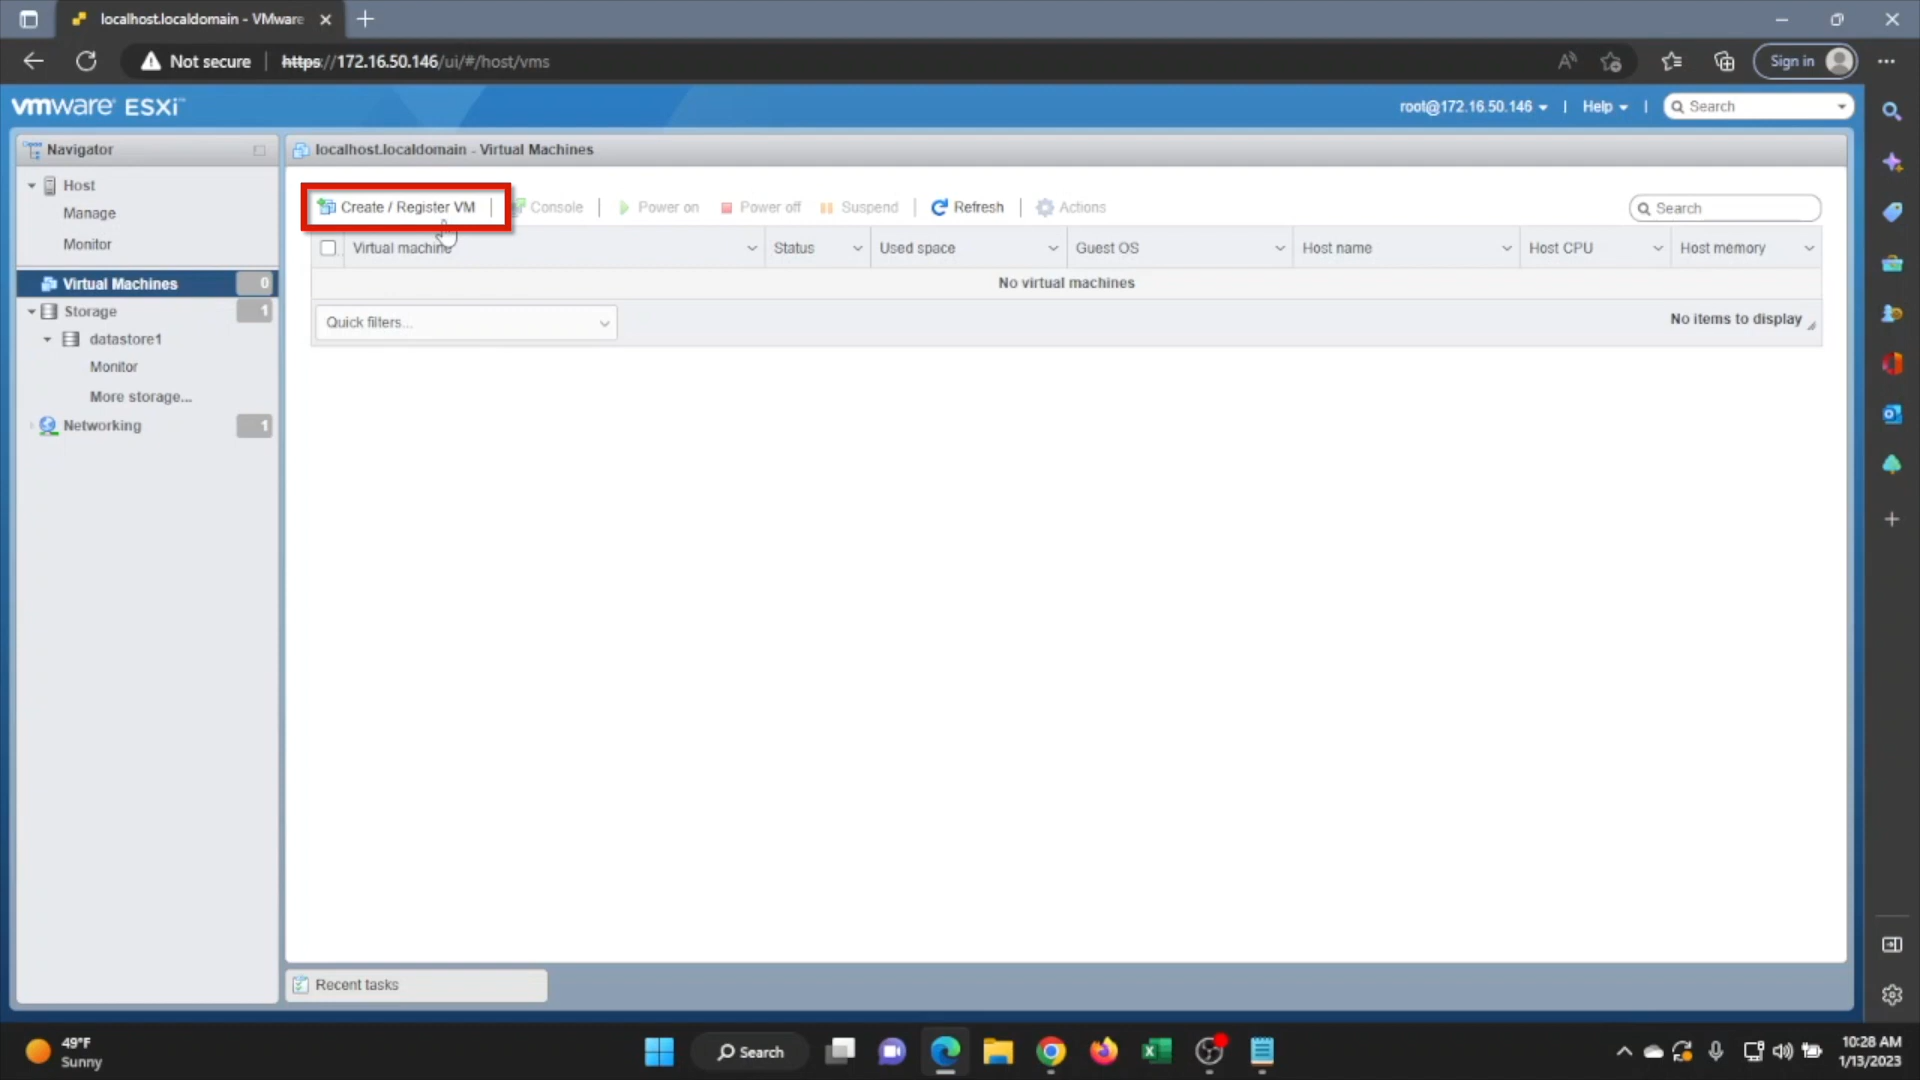 localhost.localdomain - VMware
Not secure
https://172.16.50.146/ui/#/host/vms
Sign in
vmware ESXi™
root@172.16.50.146
Help
Search
Navigator
localhost.localdomain - Virtual Machines
Host
Manage
Monitor
Virtual Machines 0
Storage 1
datastore1
Monitor
More storage...
Networking 1
Create / Register VM
Console
Power on
Power off
Suspend
Refresh
Actions
Search
Virtual machine
Status
Used space
Guest OS
Host name
Host CPU
Host memory
No virtual machines
Quick filters...
No items to display
Recent tasks
49°F
Sunny
Search
10:28 AM
1/13/2023